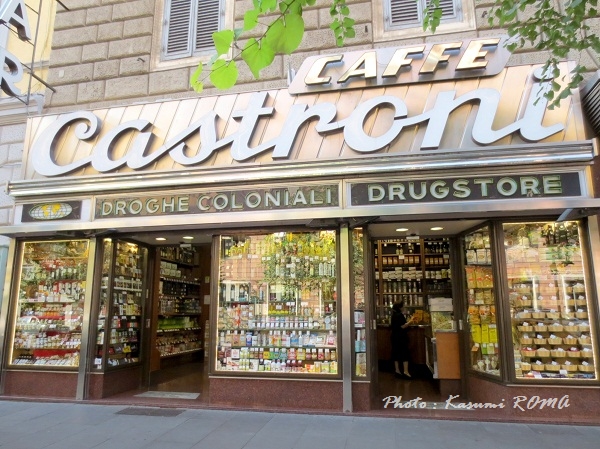 CAFFE
Castroni
DROGHE COLONIALI DRUGSTORE
Photo : Kasumi ROMA